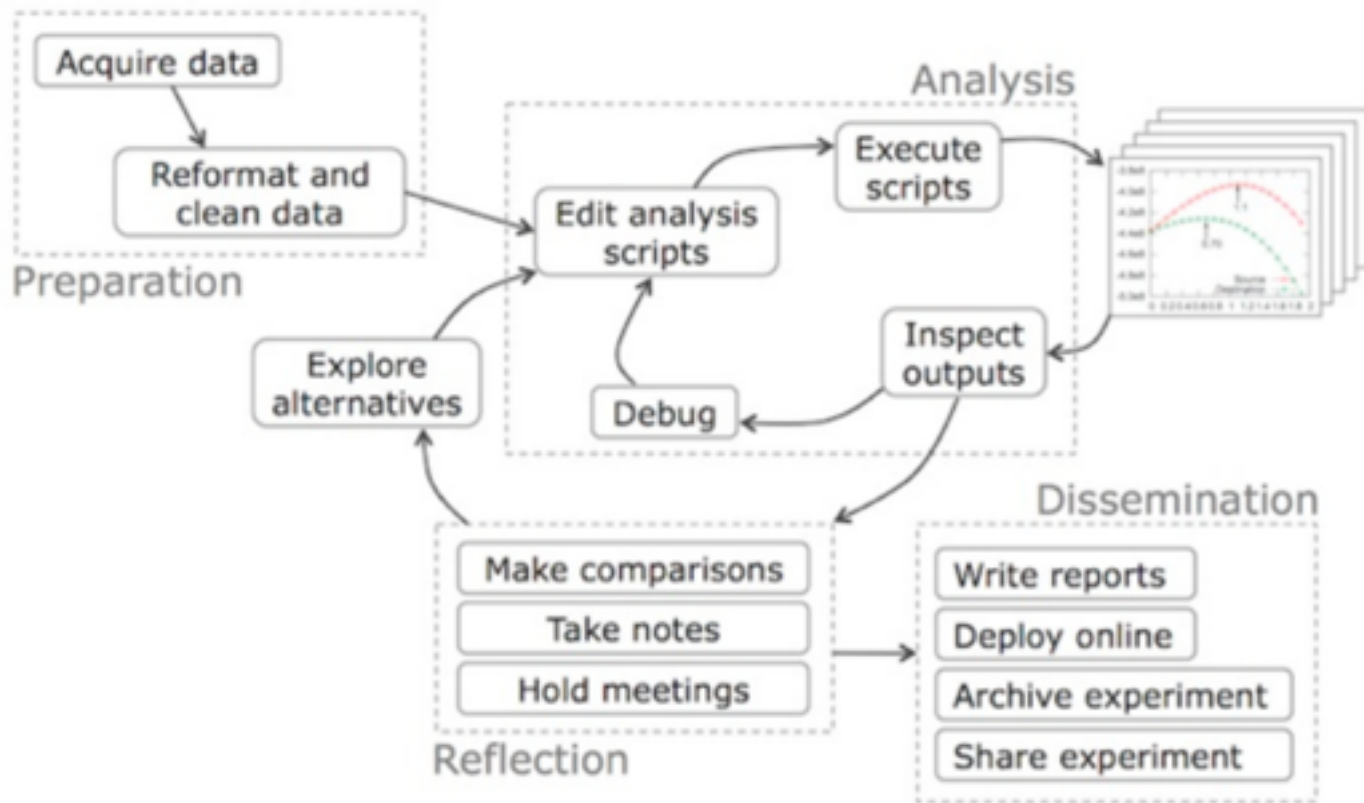 Acquire data
Reformat and
clean data
Preparation
Analysis
Execute
scripts
Edit analysis
scripts
Inspect
outputs
Debug
Explore
alternatives
Source
Dissemination
Make comparisons
Take notes
Hold meetings
Reflection
Write reports
Deploy online
Archive experiment
Share experiment